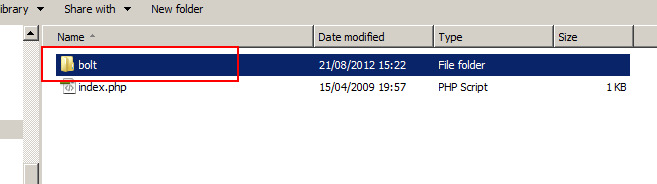 ibrary Share with New folder
Name Date modified Type Size
bolt 21/08/2012 15:22 File folder
index.php 15/04/2009 19:57 PHP Script 1 KB